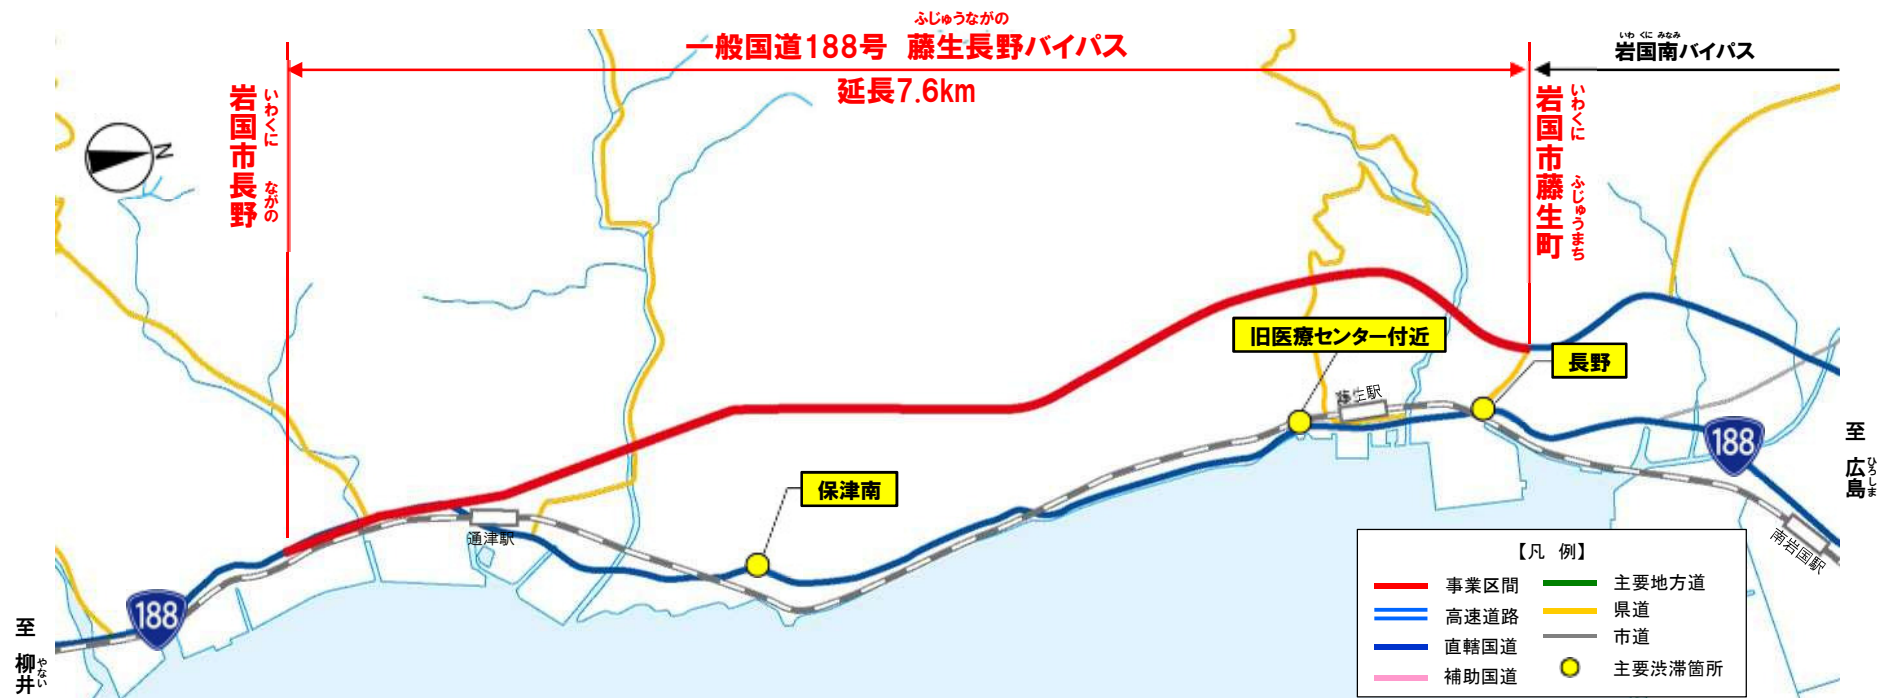 ふじゅうながの
一般国道188号 藤生長野バイパス
延長7.6km
いわくにみなみ
岩国南バイパス
岩国市長野
いわくに ながの
岩国市藤生町
いわくに ふじゅうまち
N
旧医療センター付近
長野
藤生駅
保津南
通津駅
188
188
南岩国駅
至 広島
ひろしま
至 柳井
やない
【凡 例】
事業区間
高速道路
直轄国道
補助国道
主要地方道
県道
市道
主要渋滞箇所